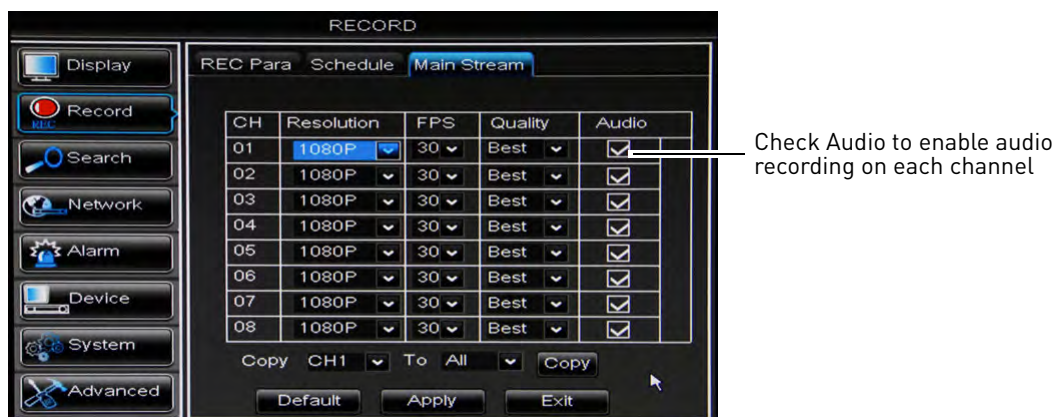 RECORD
Display
REC Record
Search
Network
Alarm
Device
System
Advanced
REC Para Schedule Main Stream
CH Resolution FPS Quality Audio
01 1080P 30 Best
02 1080P 30 Best
03 1080P 30 Best
04 1080P 30 Best
05 1080P 30 Best
06 1080P 30 Best
07 1080P 30 Best
08 1080P 30 Best
Copy CH1 To All Copy
Default Apply Exit
Check Audio to enable audio
recording on each channel